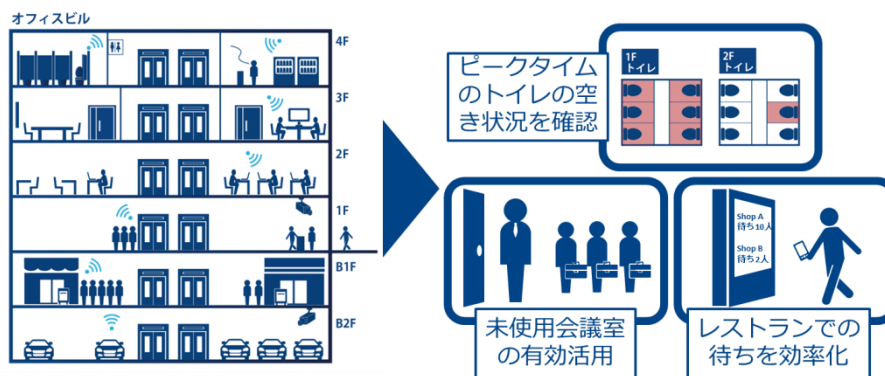 オフィスビル
4F
3F
2F
1F
B1F
B2F
ピークタイム
のトイレの空
き状況を確認
1F
トイレ
2F
トイレ
未使用会議室
の有効活用
Shop A
待ち10人
Shop B
待ち2人
レストランでの
待ちを効率化